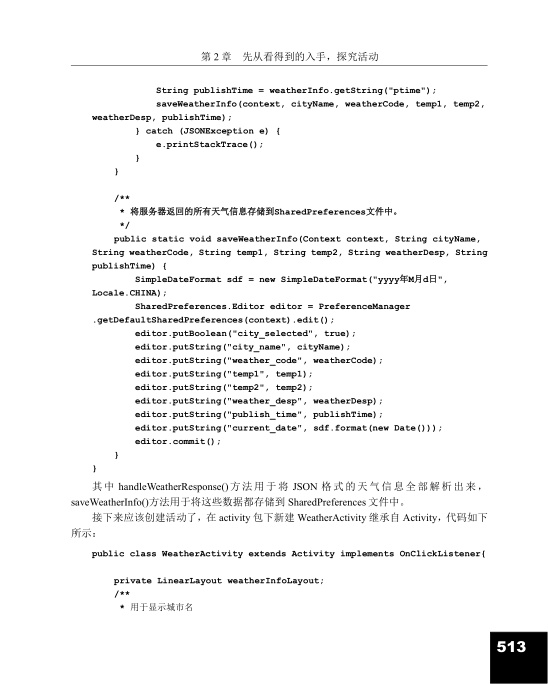 第 2 章 先从看得到的入手，探究活动
String publishTime = weatherInfo.getString("ptime");
saveWeatherInfo(context, cityName, weatherCode, temp1, temp2,
weatherDesp, publishTime);
} catch (JSONException e) {
e.printStackTrace();
}
}
/**
* 将服务器返回的所有天气信息存储到SharedPreferences文件中。
*/
public static void saveWeatherInfo(Context context, String cityName,
String weatherCode, String temp1, String temp2, String weatherDesp, String
publishTime) {
SimpleDateFormat sdf = new SimpleDateFormat("yyyy年M月d日",
Locale.CHINA);
SharedPreferences.Editor editor = PreferenceManager
.getDefaultSharedPreferences(context).edit();
editor.putBoolean("city_selected", true);
editor.putString("city_name", cityName);
editor.putString("weather_code", weatherCode);
editor.putString("temp1", temp1);
editor.putString("temp2", temp2);
editor.putString("weather_desp", weatherDesp);
editor.putString("publish_time", publishTime);
editor.putString("current_date", sdf.format(new Date()));
editor.commit();
}
}
其中 handleWeatherResponse()方法用于将 JSON 格式的天气信息全部解析出来，
saveWeatherInfo()方法用于将这些数据都存储到 SharedPreferences 文件中。
接下来应该创建活动了，在 activity 包下新建 WeatherActivity 继承自 Activity，代码如下
所示：
public class WeatherActivity extends Activity implements OnClickListener{
private LinearLayout weatherInfoLayout;
/**
* 用于显示城市名
513